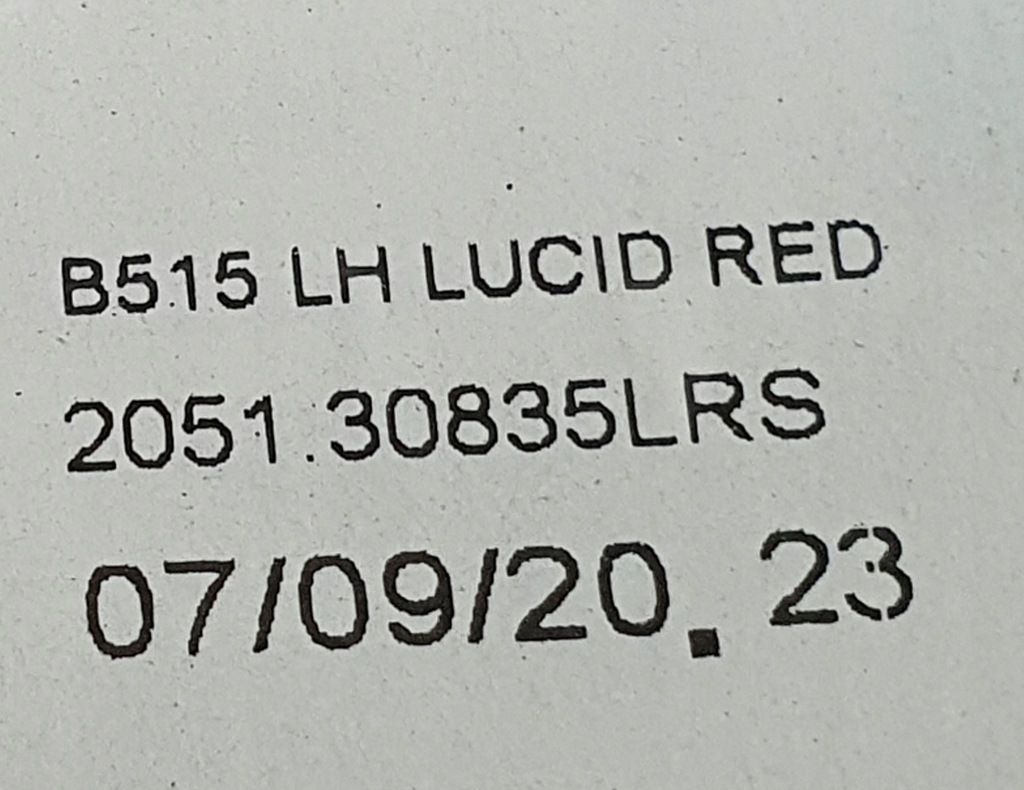 B515 LH LUCID RED
2051.30835LRS
07/09/20.23